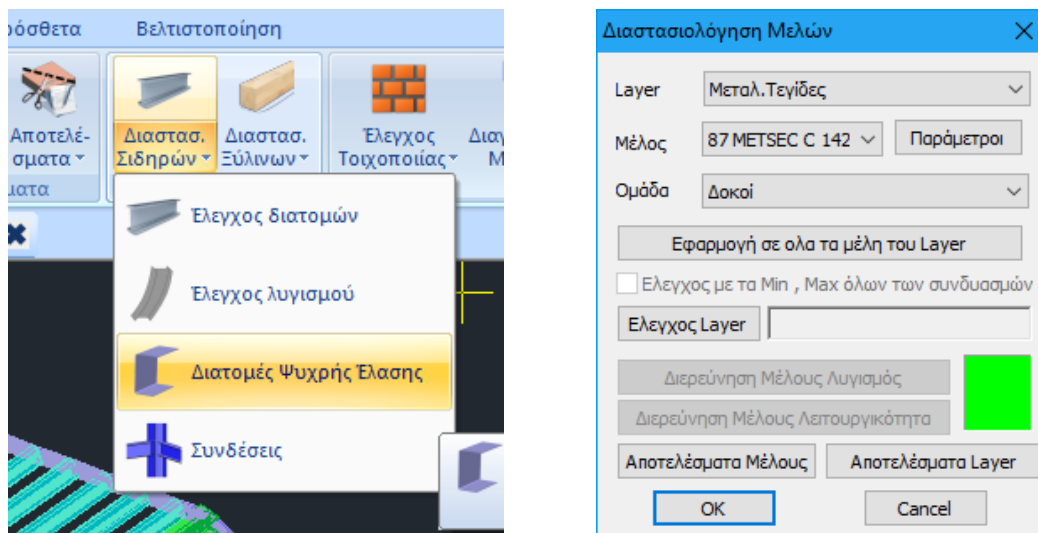 Βελτιστοποίηση
Αποτελέ-
σματα
Διαστασ.
Σιδηρών
Διαστασ.
Ξύλινων
Έλεγχος
Τοιχοποιίας
Έλεγχος διατομών
Έλεγχος λυγισμού
Διατομές Ψυχρής Έλασης
Συνδέσεις
Διαστασιολόγηση Μελών
Layer Μεταλ.Τεγίδες
Μέλος 87 METSEC C 142 Παράμετροι
Ομάδα Δοκοί
Εφαρμογή σε ολα τα μέλη του Layer
Ελεγχος με τα Min , Max όλων των συνδυασμών
Ελεγχος Layer
Διερεύνηση Μέλους Λυγισμός
Διερεύνηση Μέλους Λειτουργικότητα
Αποτελέσματα Μέλους Αποτελέσματα Layer
OK Cancel